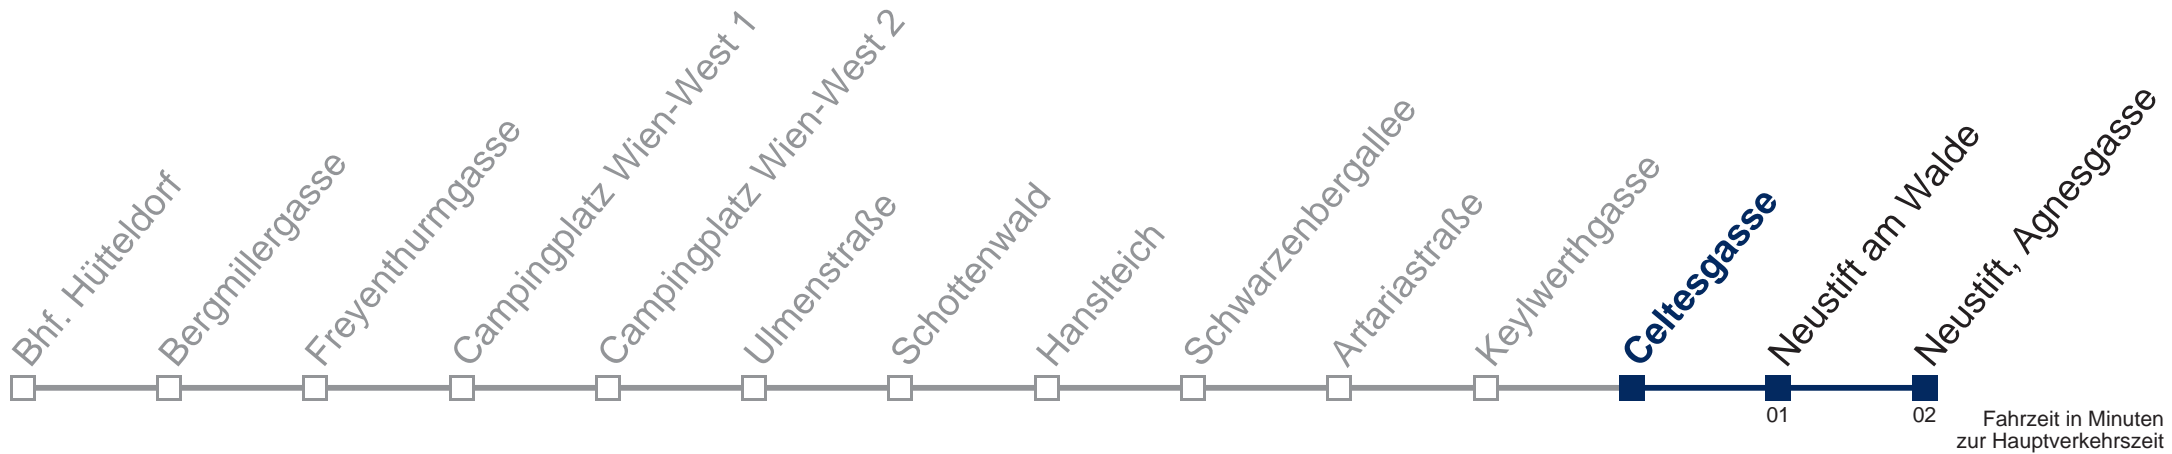 Bhf. Hütteldorf
Bergmillergasse
Freyenthurmgasse
Campingplatz Wien-West 1
Campingplatz Wien-West 2
Ulmenstraße
Schottenwald
Hanslteich
Schwarzenbergallee
Artariastraße
Keylwerthgasse
Celtesgasse
Neustift am Walde
Neustift, Agnesgasse
01
02
Fahrzeit in Minuten
zur Hauptverkehrszeit